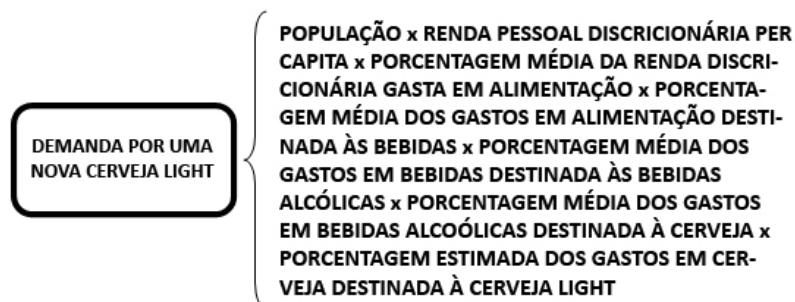 DEMANDA POR UMA
NOVA CERVEJA LIGHT
POPULAÇÃO x RENDA PESSOAL DISCRICIONÁRIA PER
CAPITA x PORCENTAGEM MÉDIA DA RENDA DISCRI-
CIONÁRIA GASTA EM ALIMENTAÇÃO x PORCENTA-
GEM MÉDIA DOS GASTOS EM ALIMENTAÇÃO DESTI-
NADA ÀS BEBIDAS x PORCENTAGEM MÉDIA DOS
GASTOS EM BEBIDAS DESTINADA ÀS BEBIDAS
ALCÓLICAS x PORCENTAGEM MÉDIA DOS GASTOS
EM BEBIDAS ALCOÓLICAS DESTINADA À CERVEJA x
PORCENTAGEM ESTIMADA DOS GASTOS EM CER-
VEJA DESTINADA À CERVEJA LIGHT